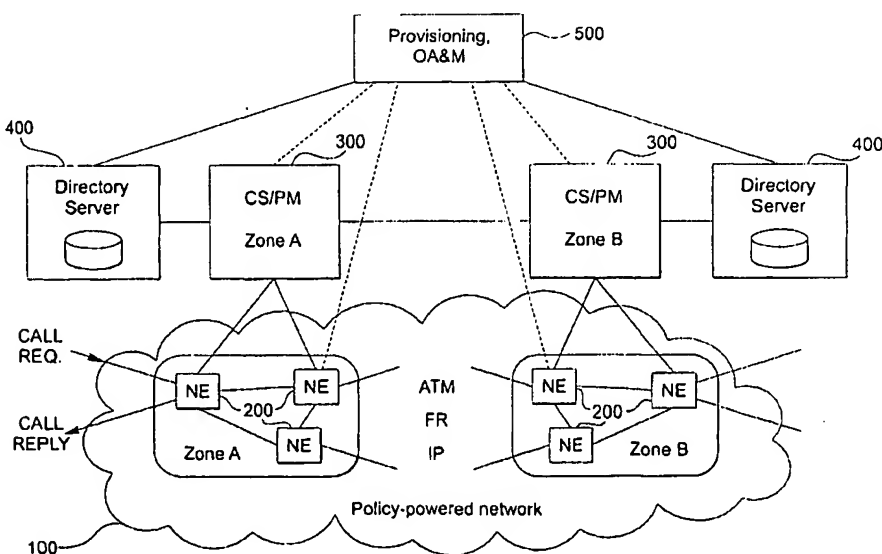 Provisioning,
OA&M
500
400
300
300
400
Directory
Server
CS/PM
Zone A
CS/PM
Zone B
Directory
Server
CALL
REQ.
CALL
REPLY
NE
NE
200
200
NE
Zone A
ATM
FR
IP
NE
NE
200
NE
Zone B
Policy-powered network
100